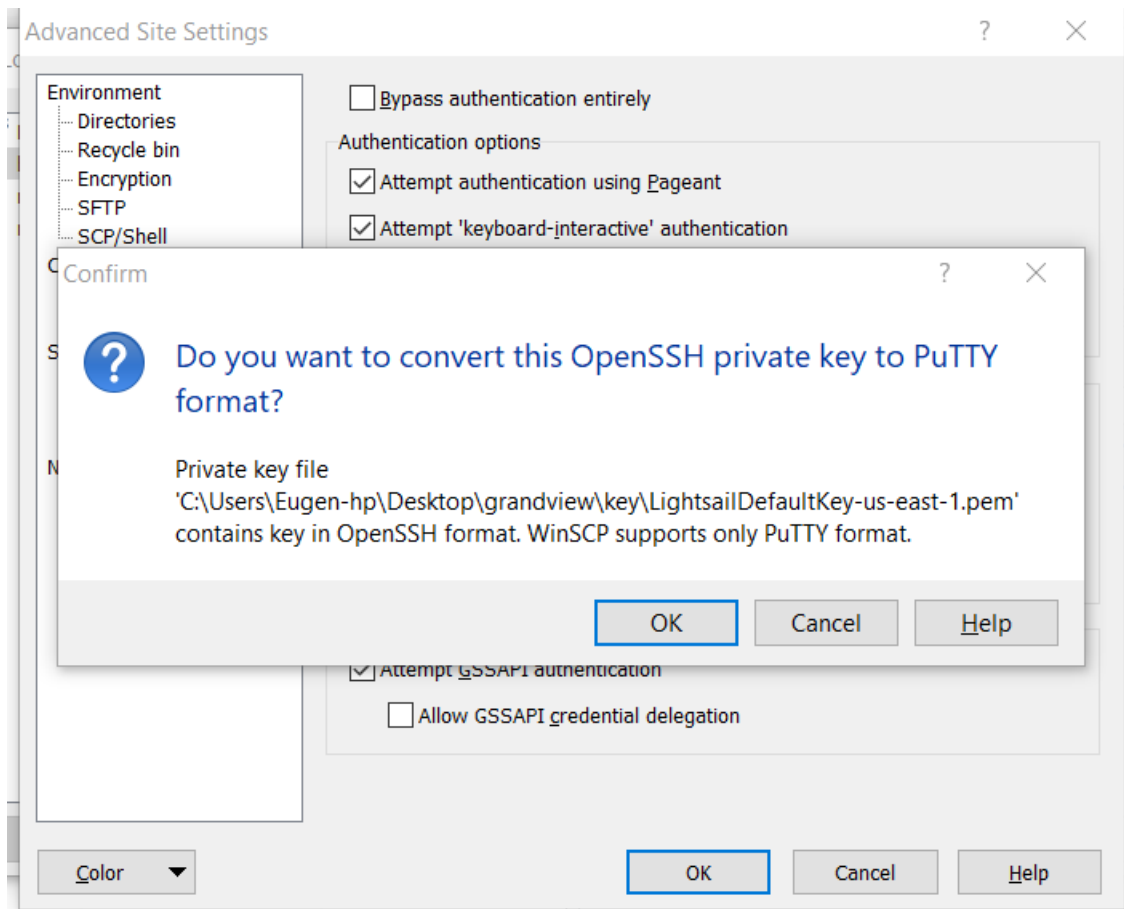 Advanced Site Settings
Environment
Directories
Recycle bin
Encryption
SFTP
SCP/Shell
Bypass authentication entirely
Authentication options
Attempt authentication using Pageant
Attempt 'keyboard-interactive' authentication
Confirm
Do you want to convert this OpenSSH private key to PuTTY
format?
Private key file
'C:\Users\Eugen-hp\Desktop\grandview\key\LightsailDefaultKey-us-east-1.pem'
contains key in OpenSSH format. WinSCP supports only PuTTY format.
OK Cancel Help
Attempt GSSAPI authentication
Allow GSSAPI credential delegation
Color OK Cancel Help